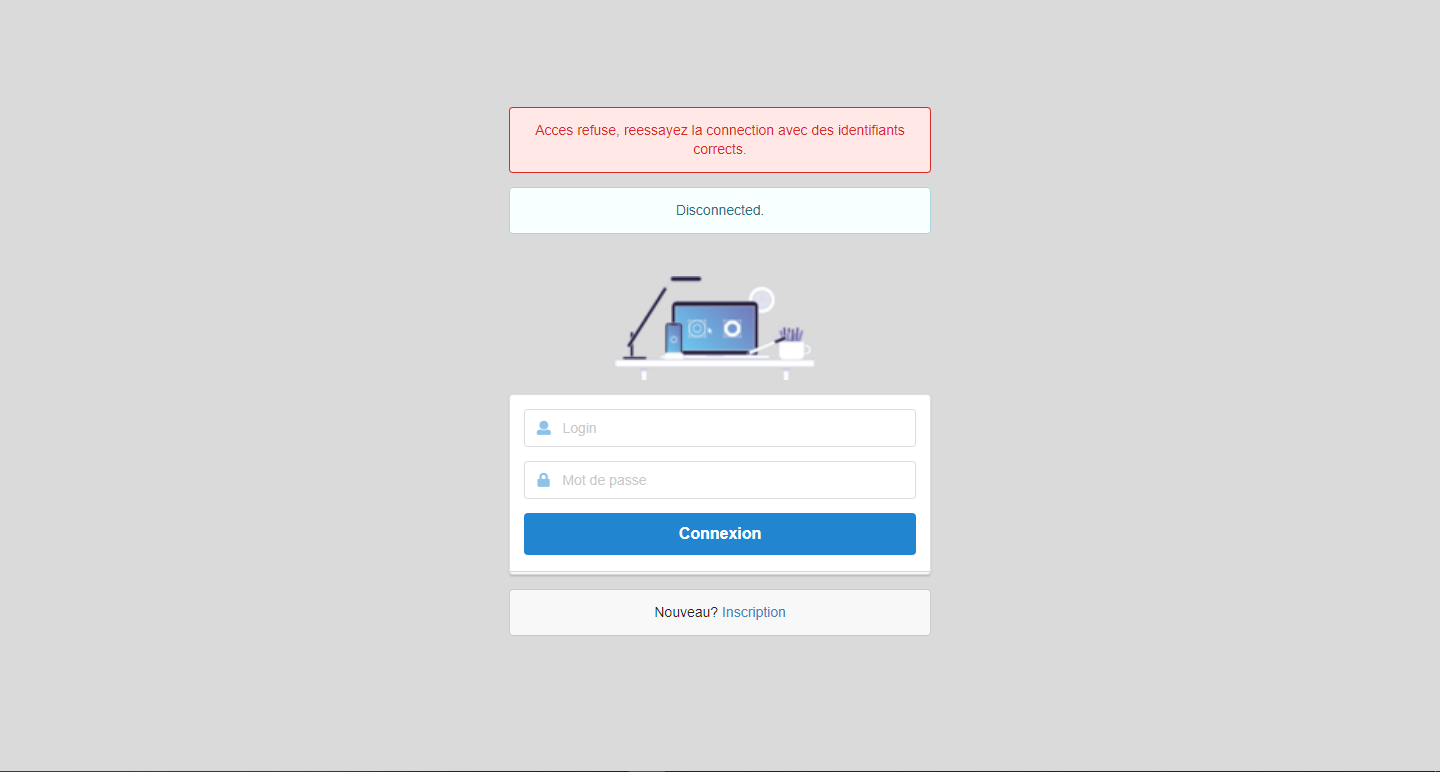 Acces refuse, reessayez la connection avec des identifiants
corrects.
Disconnected.
Login
Mot de passe
Connexion
Nouveau? Inscription